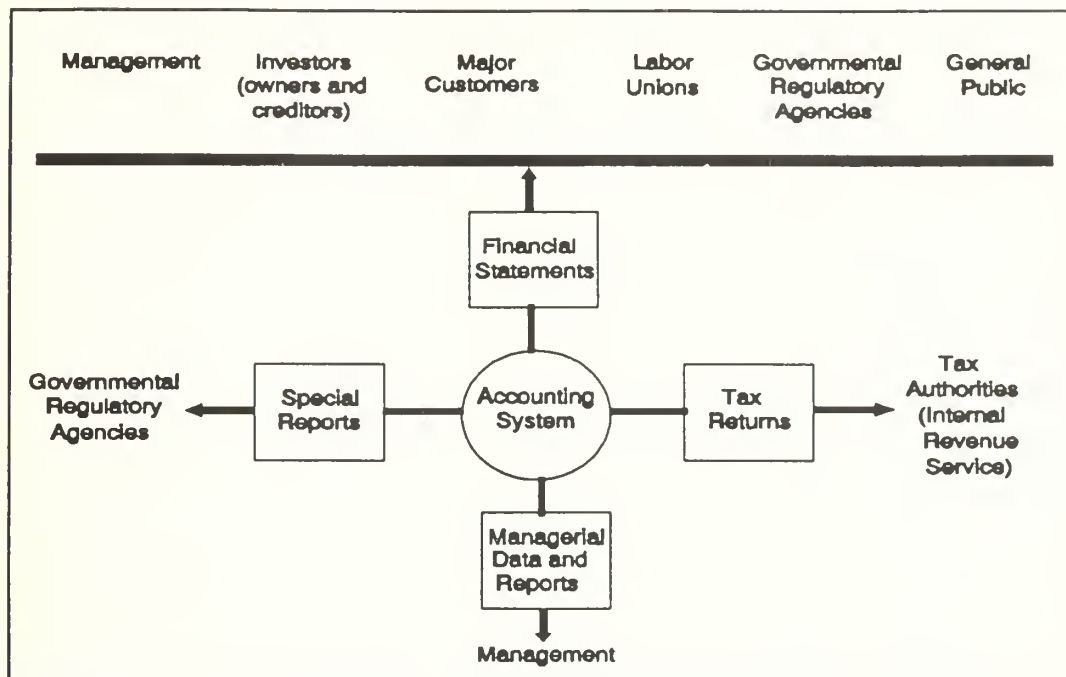 Management
Investors
(owners and
creditors)
Major
Customers
Labor
Unions
Governmental
Regulatory
Agencies
General
Public
Financial
Statements
Governmental
Regulatory
Agencies
Special
Reports
Accounting
System
Tax
Returns
Tax
Authorities
(Internal
Revenue
Service)
Managerial
Data and
Reports
Management